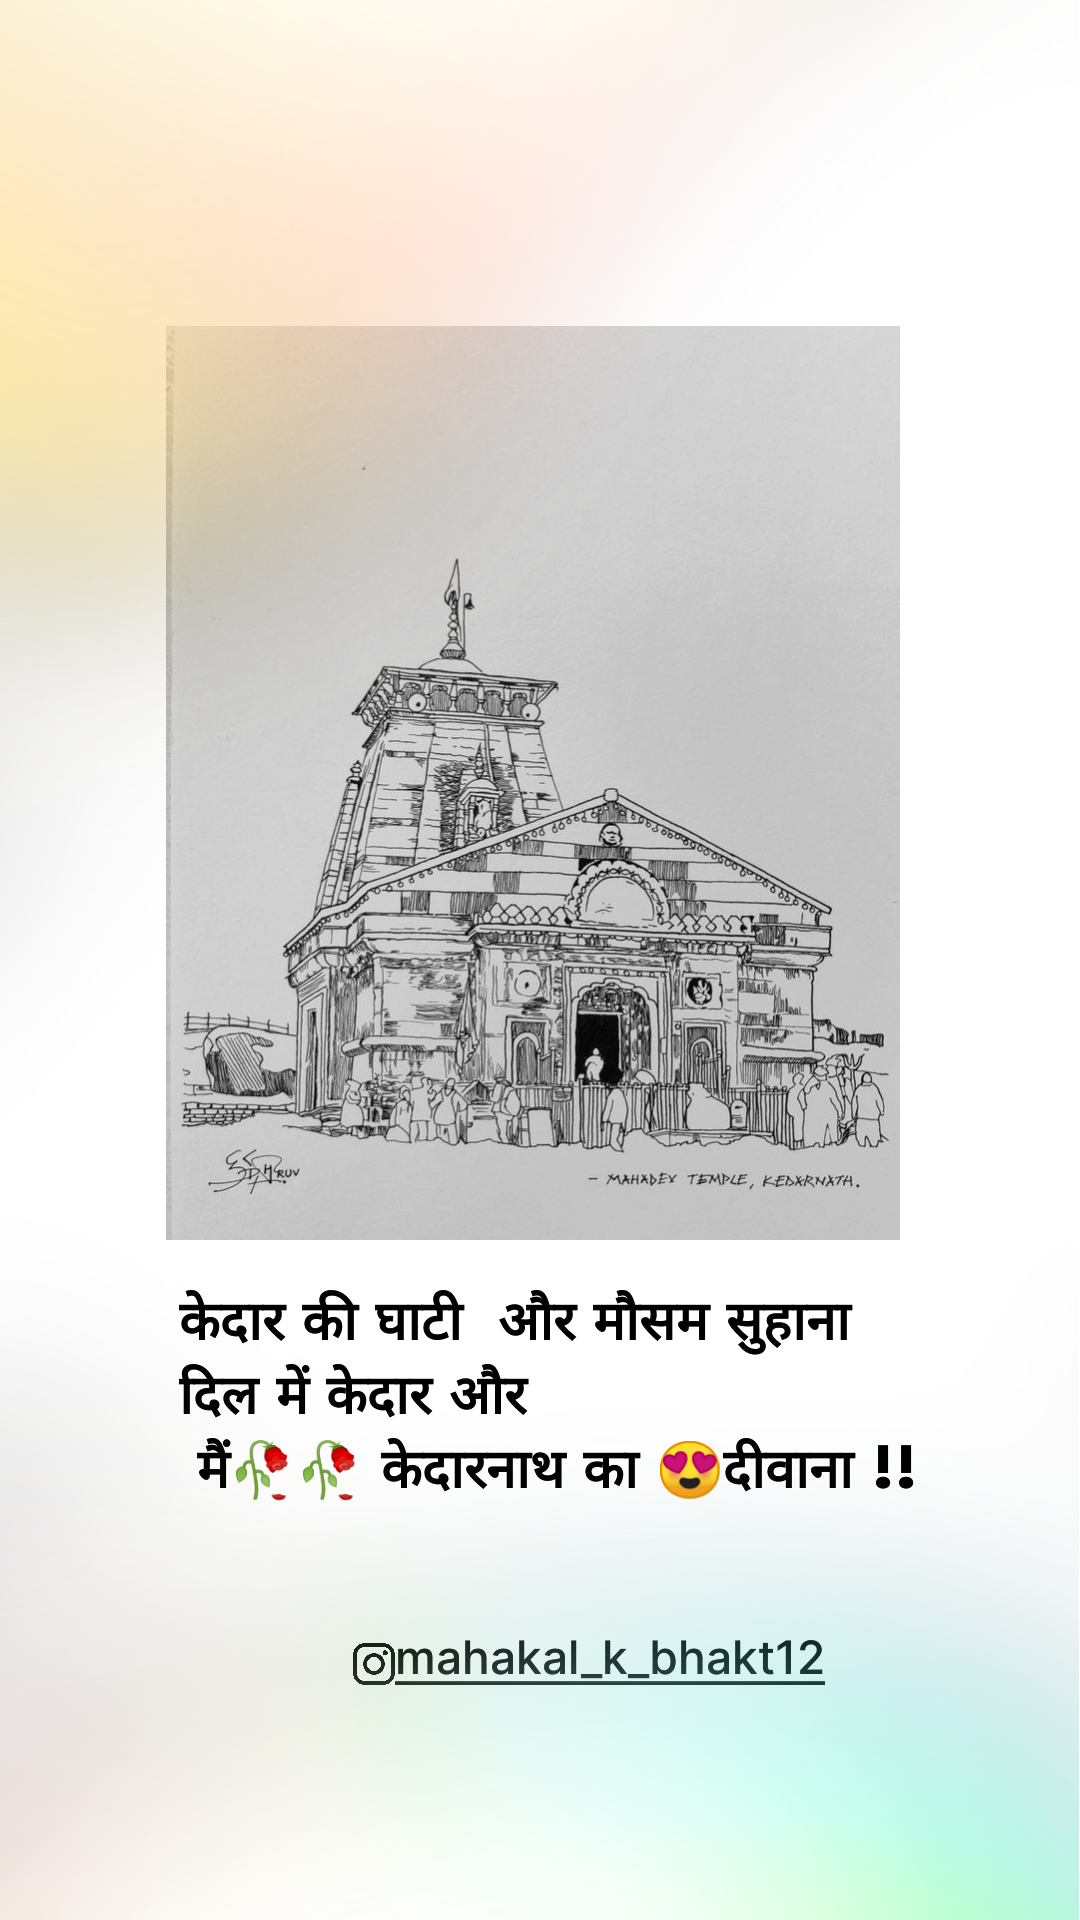 DHRUV
- MAHADEV TEMPLE, KEDARNATH.
केदार की घाटी  और मौसम सुहाना
दिल में केदार और
मैं🥀🥀 केदारनाथ का 😍दीवाना !!
mahakal_k_bhakt12